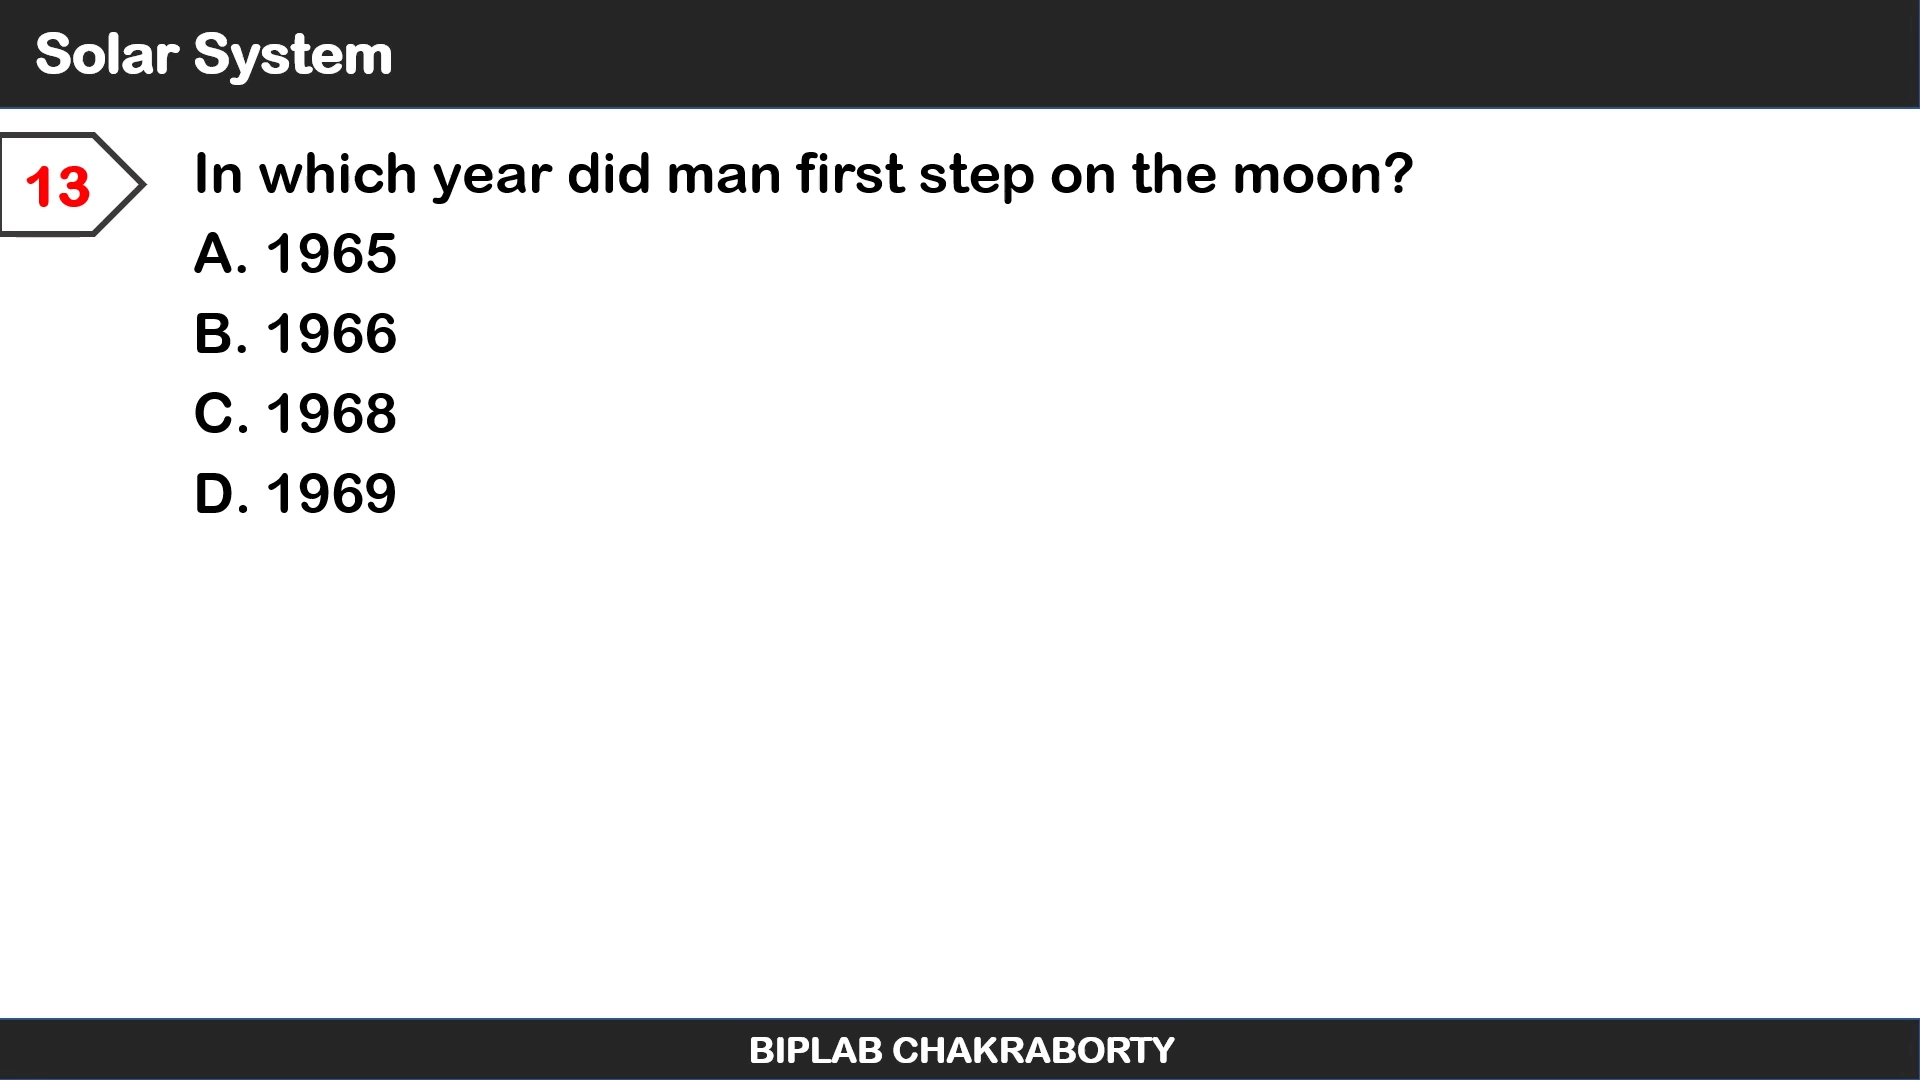 Solar System
13
In which year did man first step on the moon?
A. 1965
B. 1966
C. 1968
D. 1969
BIPLAB CHAKRABORTY